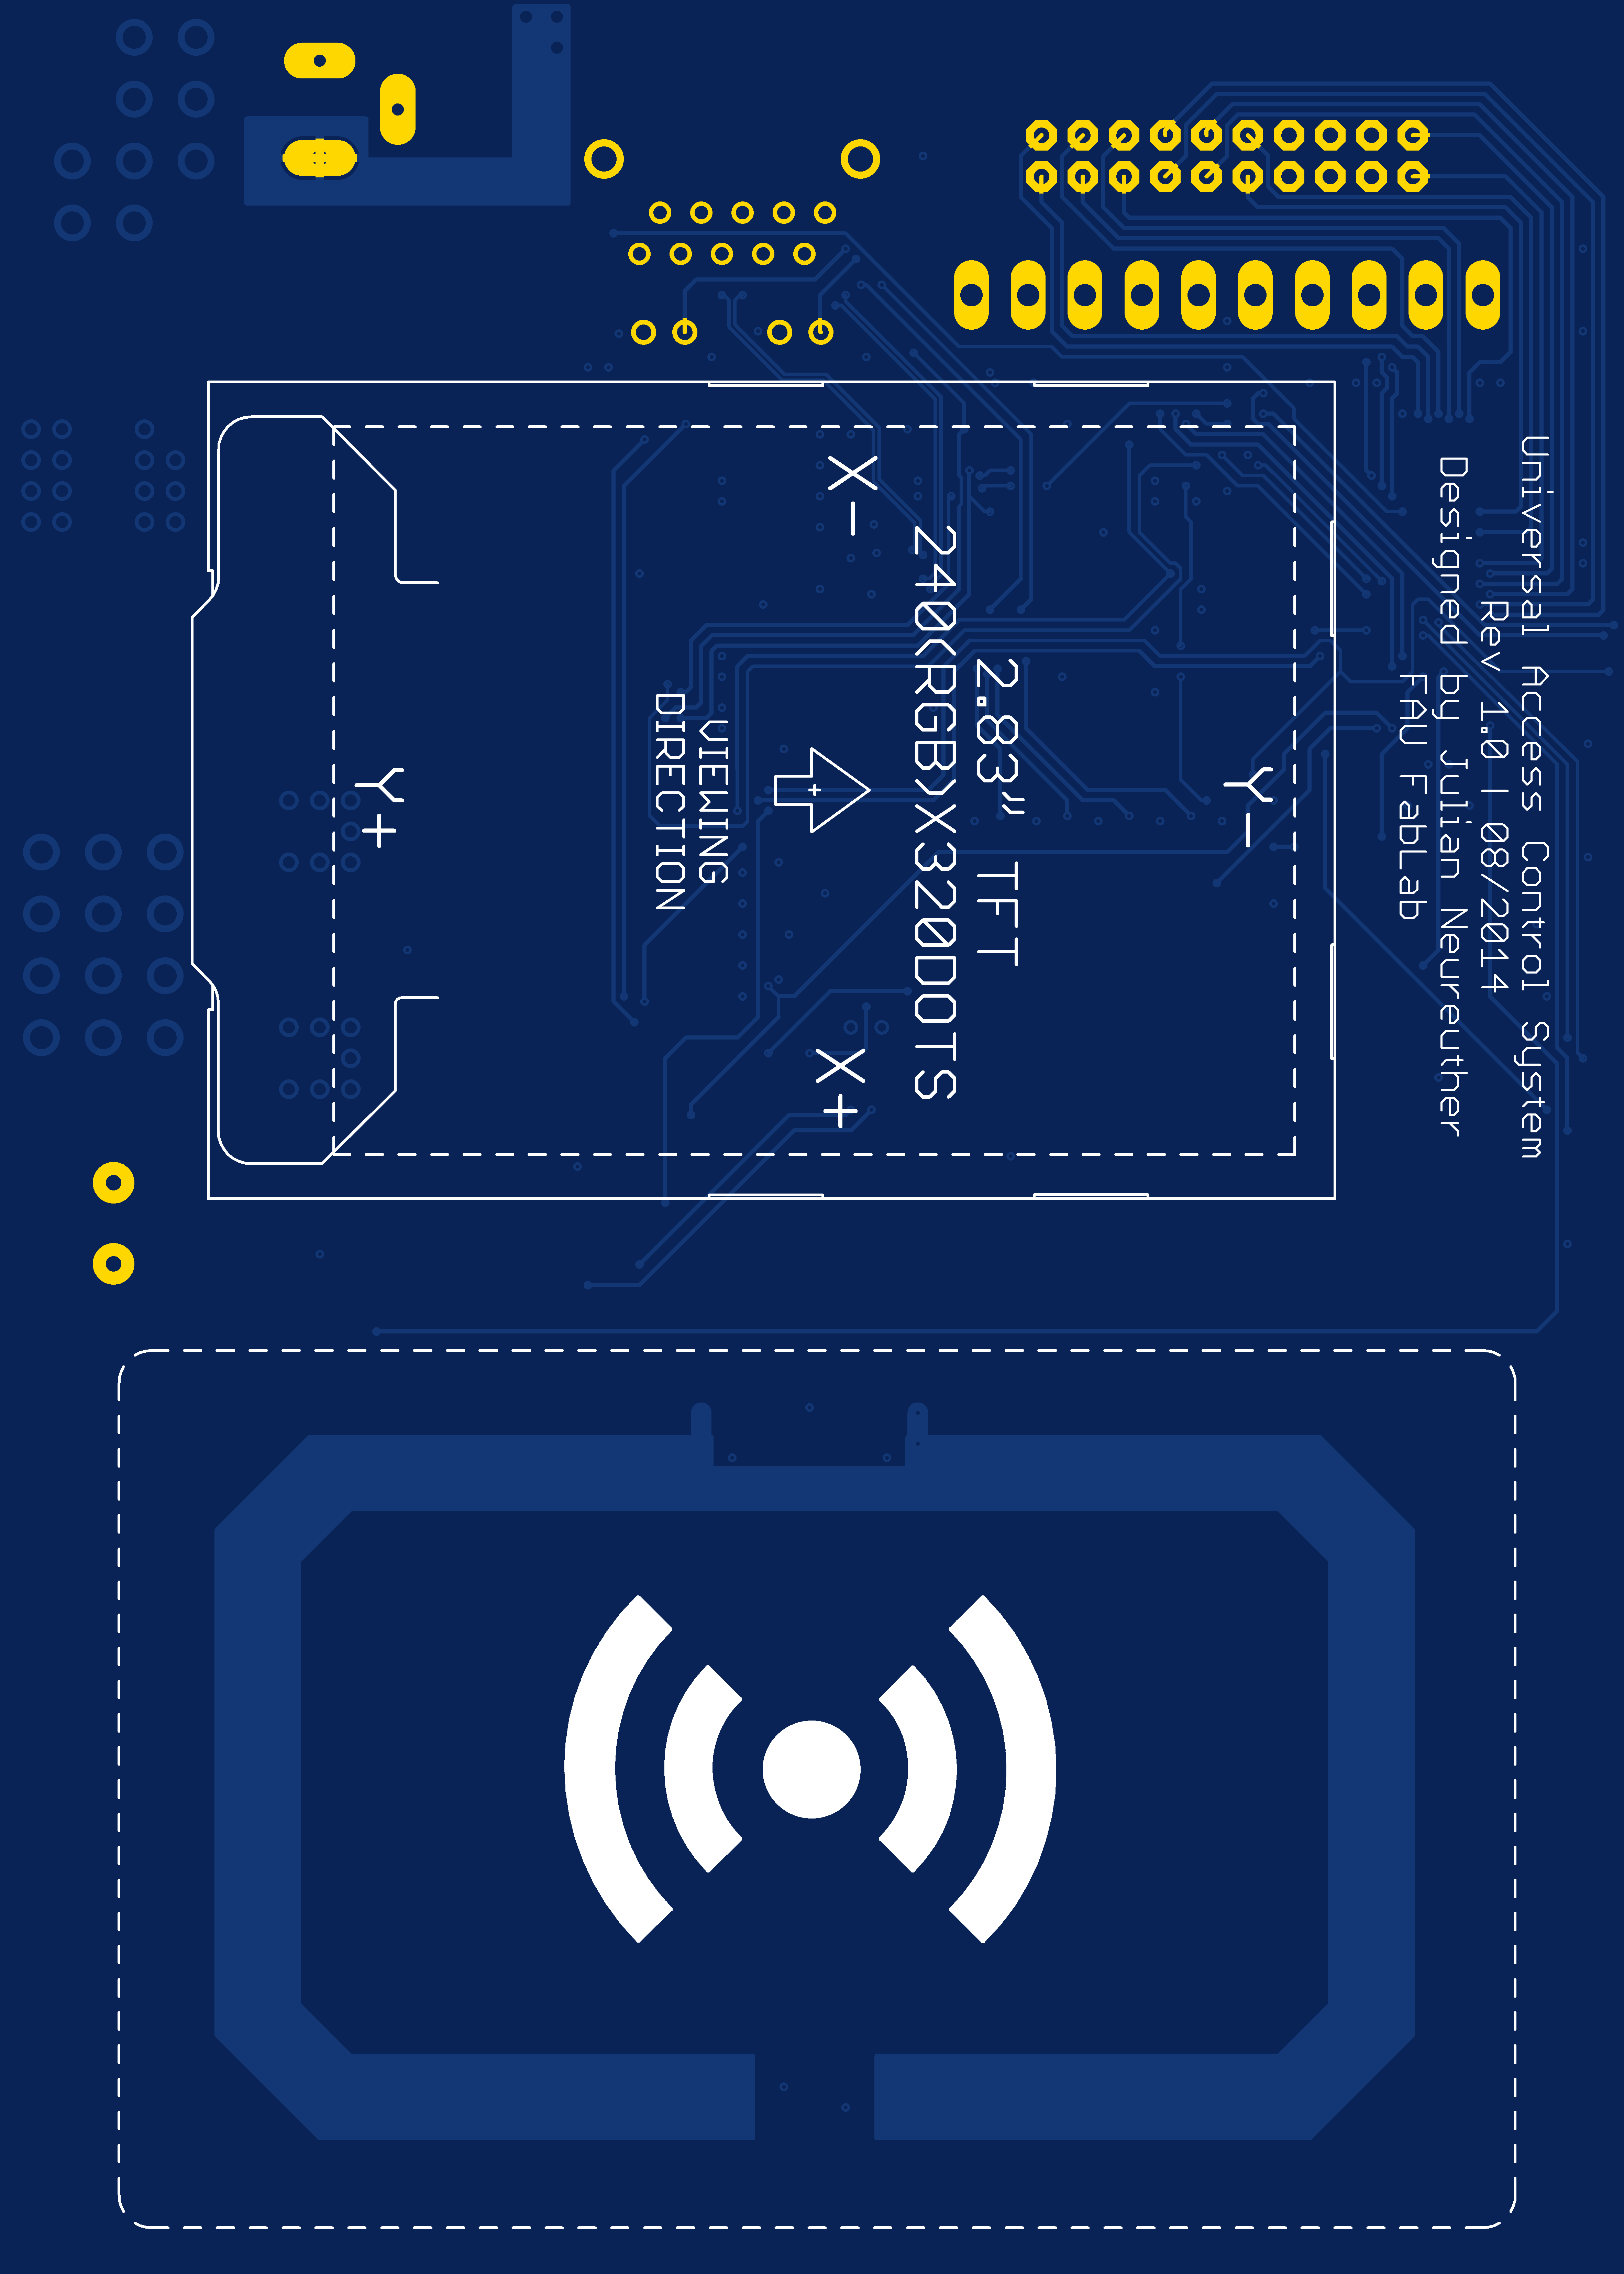 Universal Access Control System
Rev 1.0 | 08/2014
Designed by Julian Neureuther
FAU FabLab
X-
2.83" TFT
240(RGB)X320DOTS
VIEWING
DIRECTION
Y+
Y-
X+